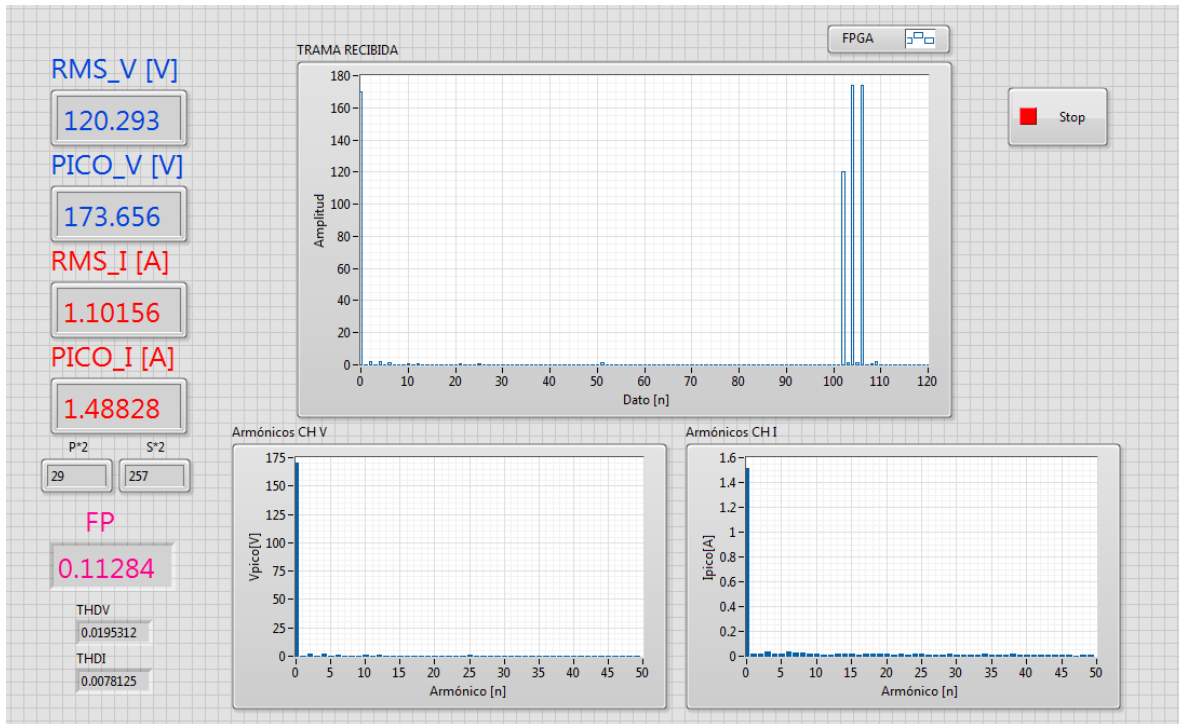 FPGA
TRAMA RECIBIDA
RMS_V [V]
120.293
PICO_V [V]
173.656
RMS_I [A]
1.10156
PICO_I [A]
1.48828
P*2 S*2
29 257
FP
0.11284
THDV
0.0195312
THDI
0.0078125
180
160
140
120
100
80
60
40
20
0
Amplitud
0 10 20 30 40 50 60 70 80 90 100 110 120
Dato [n]
Stop
Armónicos CH V
175
150
125
100
75
50
25
0
Vpico[V]
0 5 10 15 20 25 30 35 40 45 50
Armónico [n]
Armónicos CH I
1.6
1.4
1.2
1
0.8
0.6
0.4
0.2
0
Ipico[A]
0 5 10 15 20 25 30 35 40 45 50
Armónico [n]